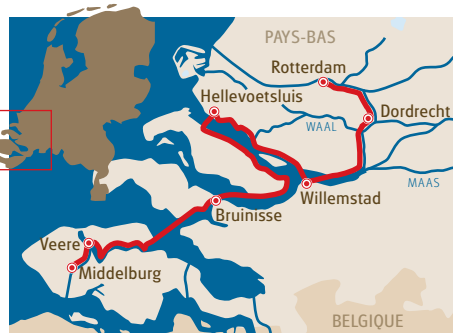 PAYS-BAS
Rotterdam
Hellevoetsluis
Dordrecht
WAAL
MAAS
Willemstad
Bruinisse
Veere
Middelburg
BELGIQUE